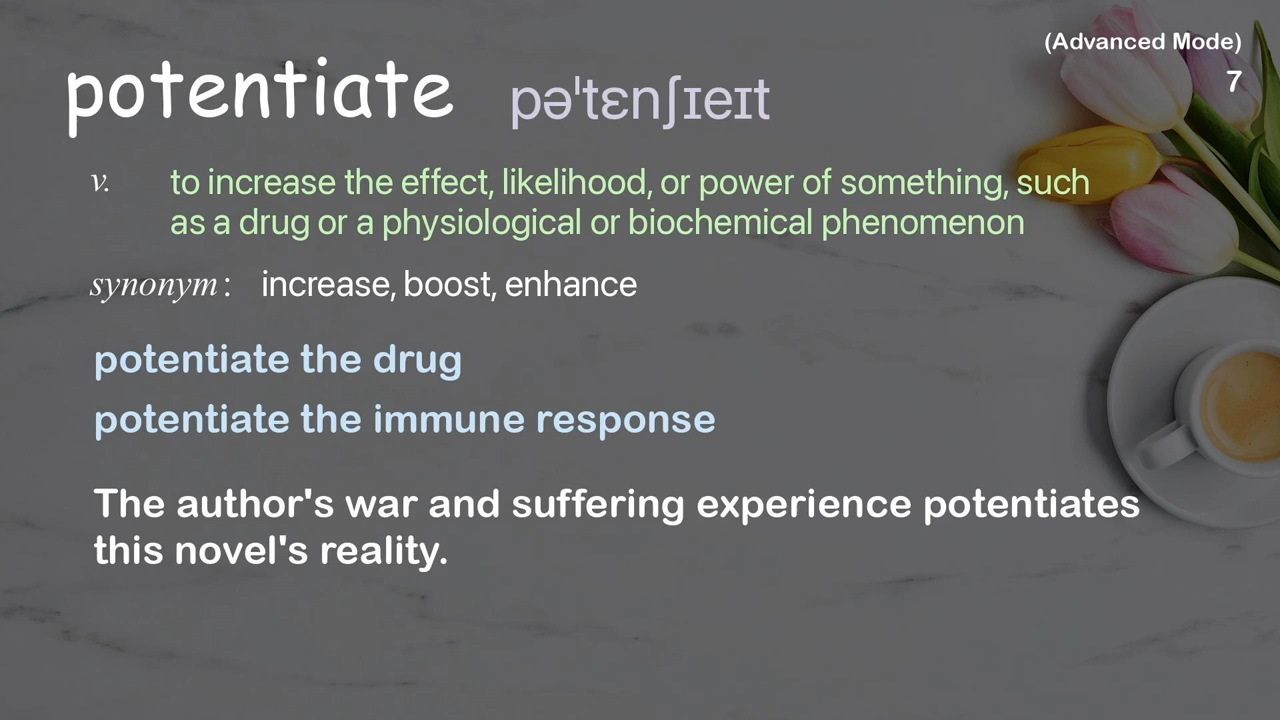 (Advanced Mode)
7
potentiate pəˈtɛnʃɪeɪt
v. to increase the effect, likelihood, or power of something, such
as a drug or a physiological or biochemical phenomenon
synonym : increase, boost, enhance
potentiate the drug
potentiate the immune response
The author's war and suffering experience potentiates
this novel's reality.